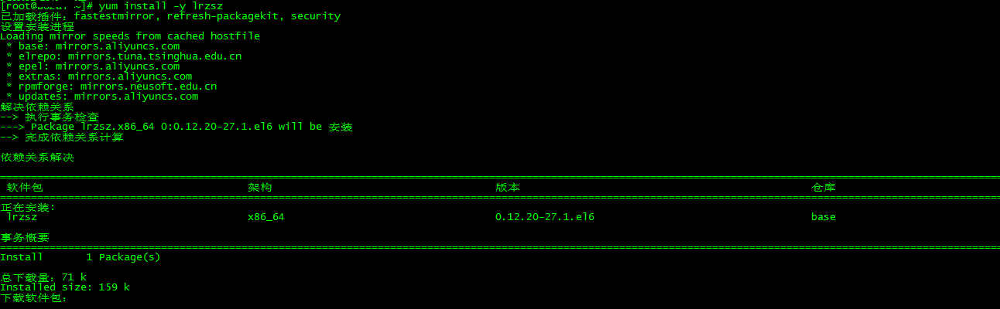 [root@ ~]# yum install -y lrzsz
已加载插件：fastestmirror, refresh-packagekit, security
设置安装进程
Loading mirror speeds from cached hostfile
* base: mirrors.aliyuncs.com
* elrepo: mirrors.tuna.tsinghua.edu.cn
* epel: mirrors.aliyuncs.com
* extras: mirrors.aliyuncs.com
* rpmforge: mirrors.neusoft.edu.cn
* updates: mirrors.aliyuncs.com
解决依赖关系
--> 执行事务检查
---> Package lrzsz.x86_64 0:0.12.20-27.1.el6 will be 安装
--> 完成依赖关系计算
依赖关系解决
软件包 架构 版本 仓库
正在安装:
lrzsz x86_64 0.12.20-27.1.el6 base
事务概要
Install 1 Package(s)
总下载量：71 k
Installed size: 159 k
下载软件包：